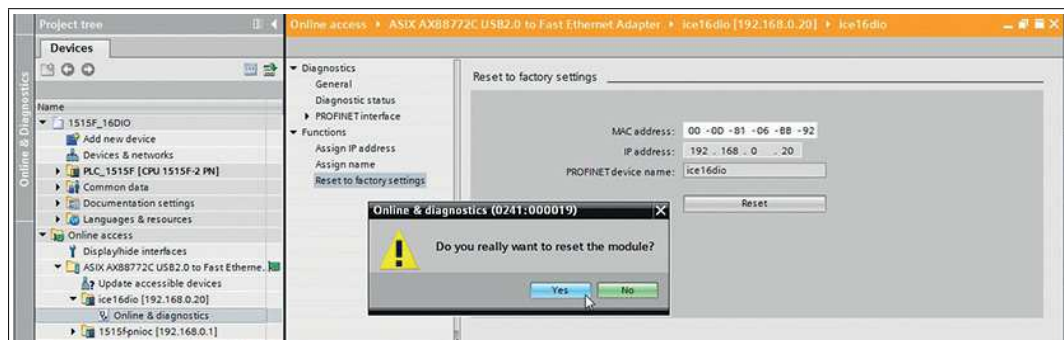 Project tree
Online access ▸ ASIX AX88772C USB2.0 to Fast Ethernet Adapter ▸ ice16dio [192.168.0.20] ▸ ice16dio
Devices
Online & Diagnostics
Name
1515F_16DIO
Add new device
Devices & networks
PLC_1515F [CPU 1515F-2 PN]
Common data
Documentation settings
Languages & resources
Online access
Display/hide interfaces
ASIX AX88772C USB2.0 to Fast Etherne..
Update accessible devices
ice16dio [192.168.0.20]
Online & diagnostics
1515f-pnioc [192.168.0.1]
Diagnostics
General
Diagnostic status
PROFINET interface
Functions
Assign IP address
Assign name
Reset to factory settings
Reset to factory settings
MAC address: 00 -0D -81 -06 -BB -92
IP address: 192 . 168 . 0 . 20
PROFINET device name: ice16dio
Reset
Online & diagnostics (0241:000019)
Do you really want to reset the module?
Yes No